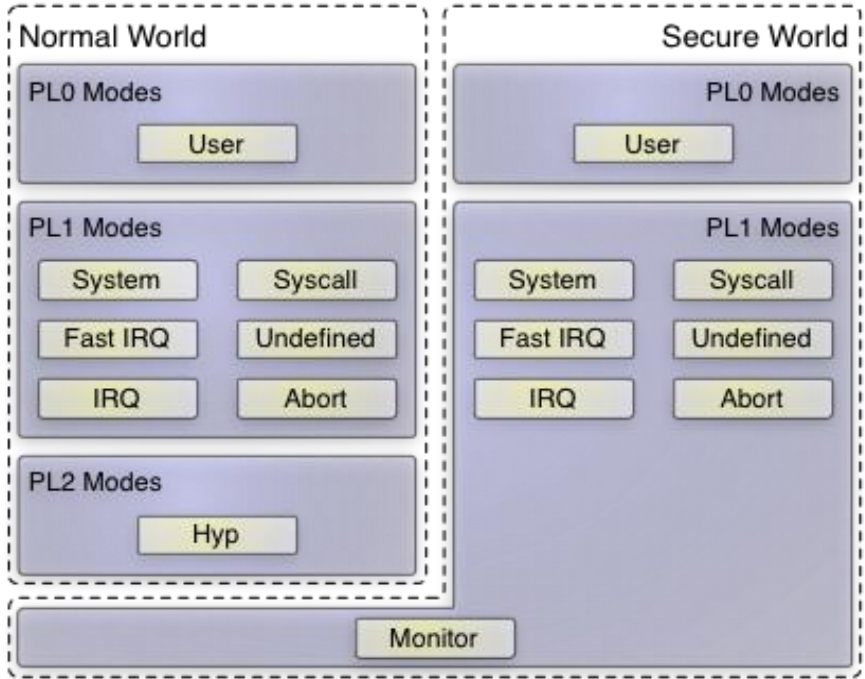 Normal World
PL0 Modes
User
PL1 Modes
System Syscall
Fast IRQ Undefined
IRQ Abort
PL2 Modes
Hyp
Secure World
PL0 Modes
User
PL1 Modes
System Syscall
Fast IRQ Undefined
IRQ Abort
Monitor